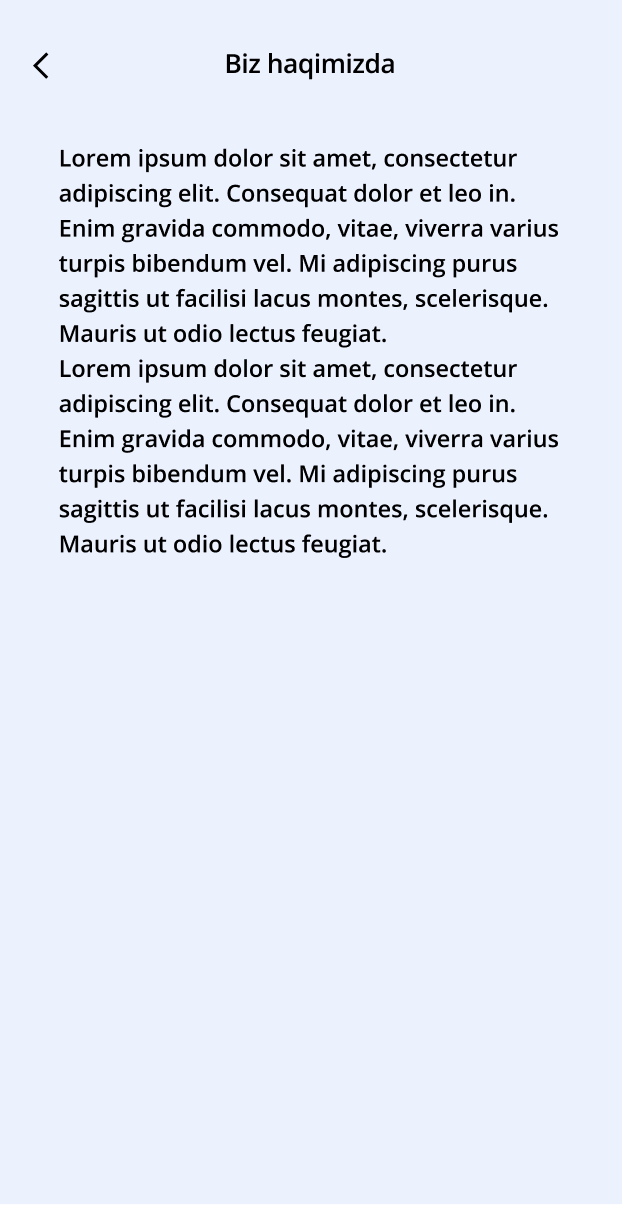 Biz haqimizda
Lorem ipsum dolor sit amet, consectetur
adipiscing elit. Consequat dolor et leo in.
Enim gravida commodo, vitae, viverra varius
turpis bibendum vel. Mi adipiscing purus
sagittis ut facilisi lacus montes, scelerisque.
Mauris ut odio lectus feugiat.
Lorem ipsum dolor sit amet, consectetur
adipiscing elit. Consequat dolor et leo in.
Enim gravida commodo, vitae, viverra varius
turpis bibendum vel. Mi adipiscing purus
sagittis ut facilisi lacus montes, scelerisque.
Mauris ut odio lectus feugiat.